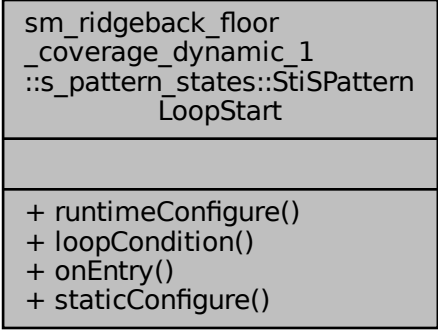 sm_ridgeback_floor
_coverage_dynamic_1
::s_pattern_states::StiSPattern
LoopStart
+ runtimeConfigure()
+ loopCondition()
+ onEntry()
+ staticConfigure()